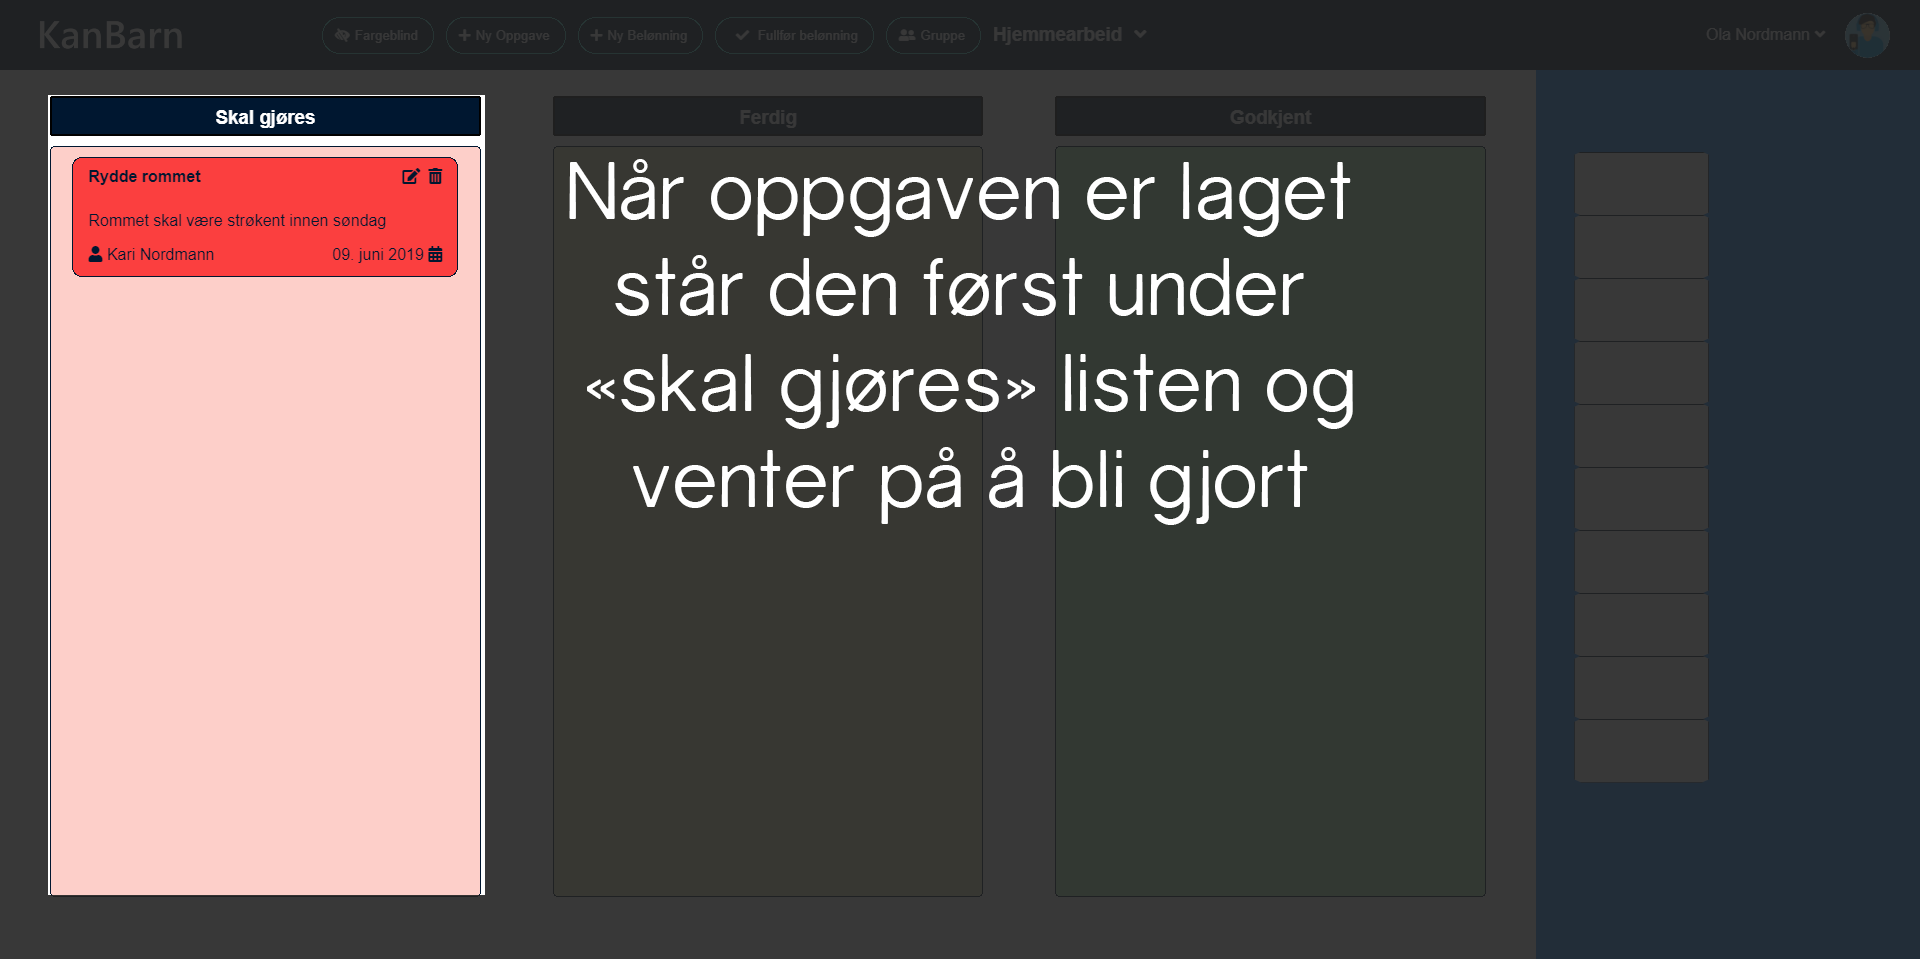 KanBarn
Fargeblind
Ny Oppgave
Ny Belønning
Fullfør belønning
Gruppe
Hjemmearbeid
Ola Nordmann
Skal gjøres
Ferdig
Godkjent
Rydde rommet
Rommet skal være strøkent innen søndag
Kari Nordmann
09. juni 2019
Når oppgaven er laget
står den først under
«skal gjøres» listen og
venter på å bli gjort